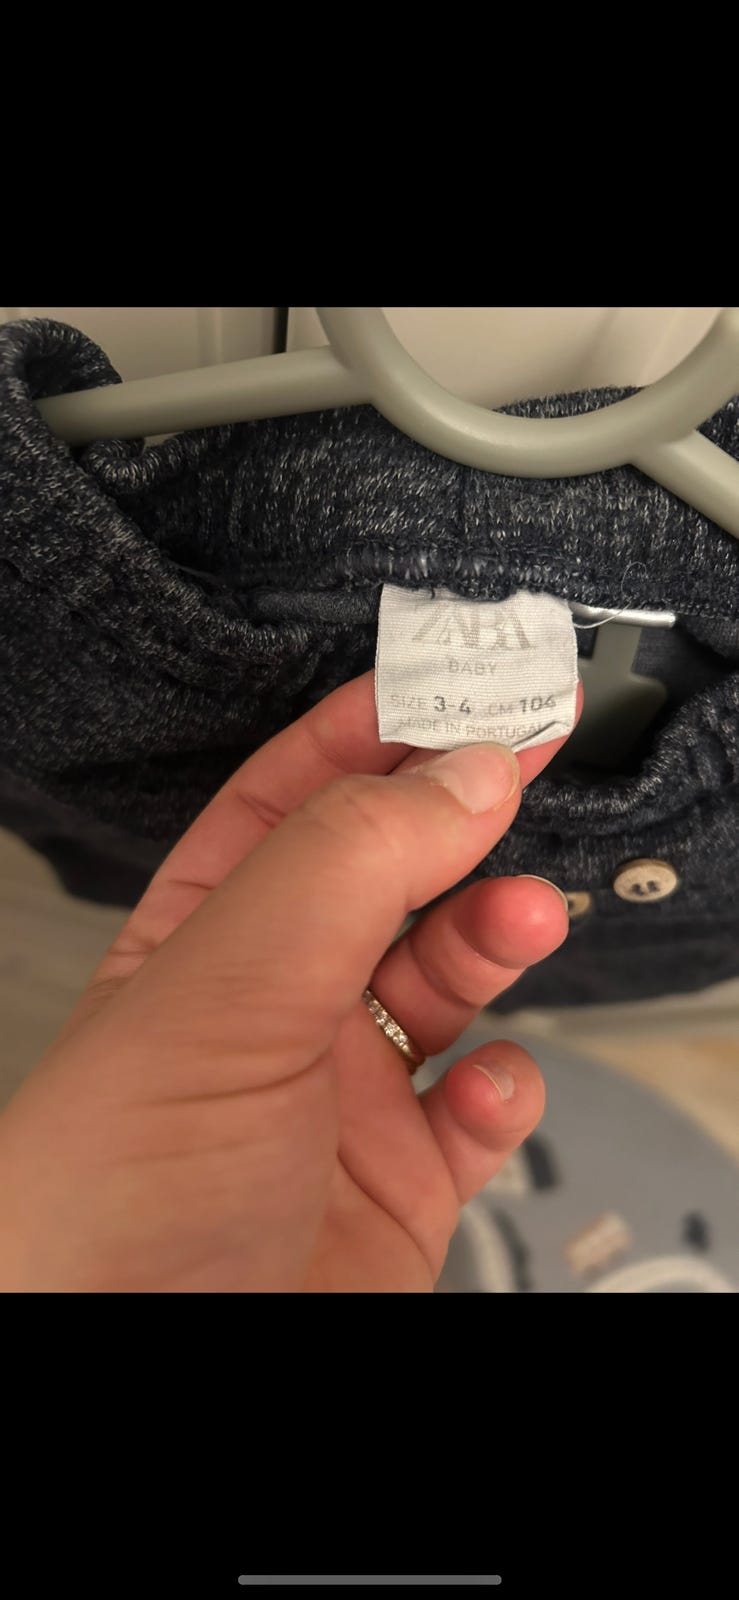 ZARA
BABY
SIZE 3-4 CM 104
MADE IN PORTUGAL